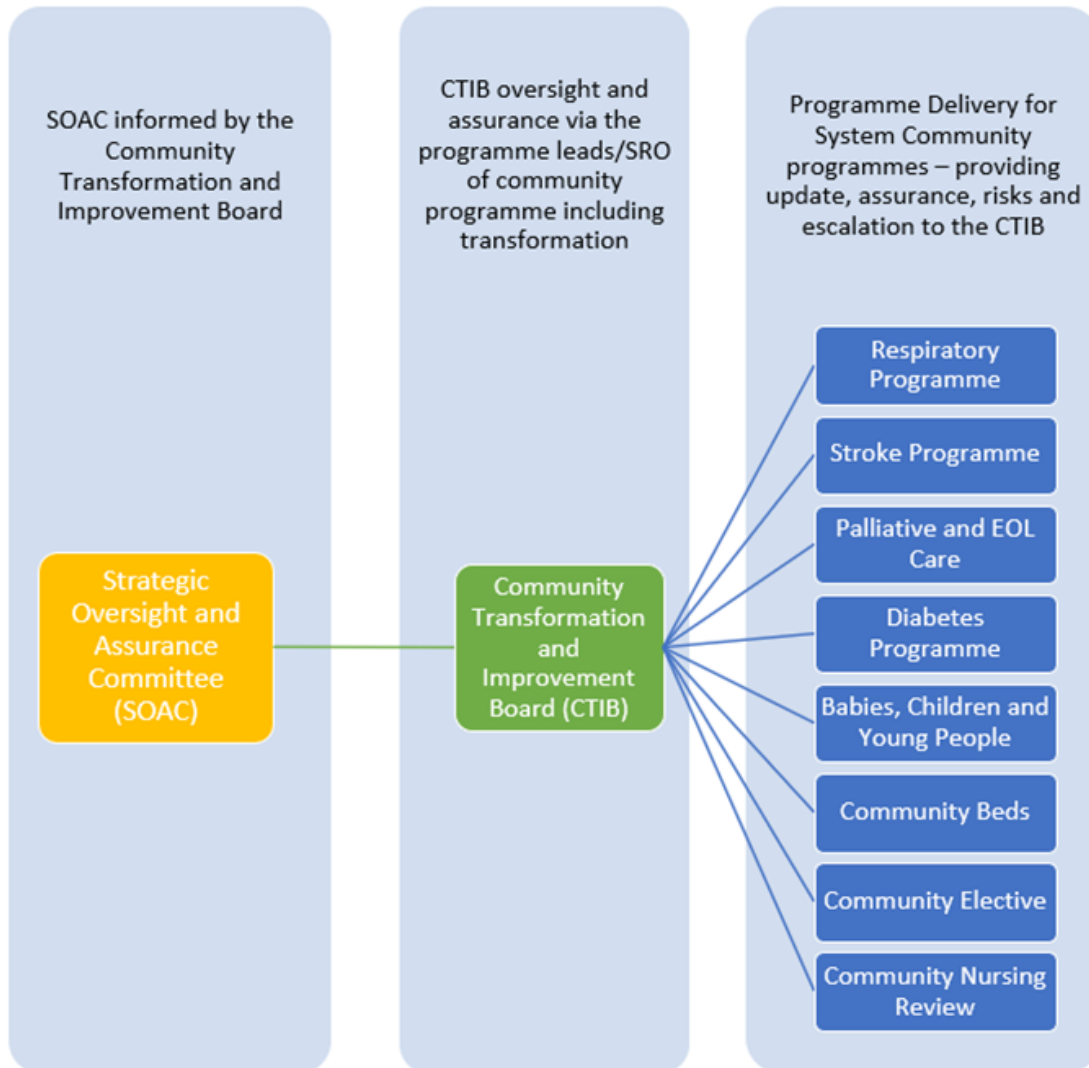 SOAC informed by the
Community
Transformation and
Improvement Board
CTIB oversight and
assurance via the
programme leads/SRO
of community
programme including
transformation
Programme Delivery for
System Community
programmes – providing
update, assurance, risks and
escalation to the CTIB
Strategic
Oversight and
Assurance
Committee
(SOAC)
Community
Transformation
and
Improvement
Board (CTIB)
Respiratory
Programme
Stroke Programme
Palliative and EOL
Care
Diabetes
Programme
Babies, Children and
Young People
Community Beds
Community Elective
Community Nursing
Review